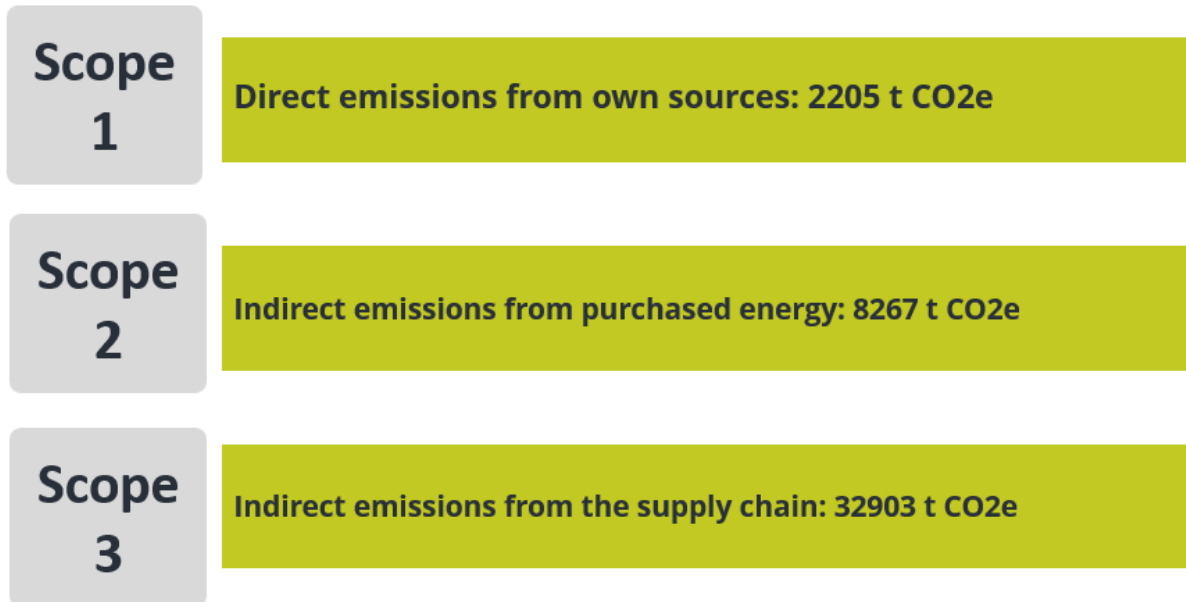 Scope
1
Direct emissions from own sources: 2205 t CO2e
Scope
2
Indirect emissions from purchased energy: 8267 t CO2e
Scope
3
Indirect emissions from the supply chain: 32903 t CO2e